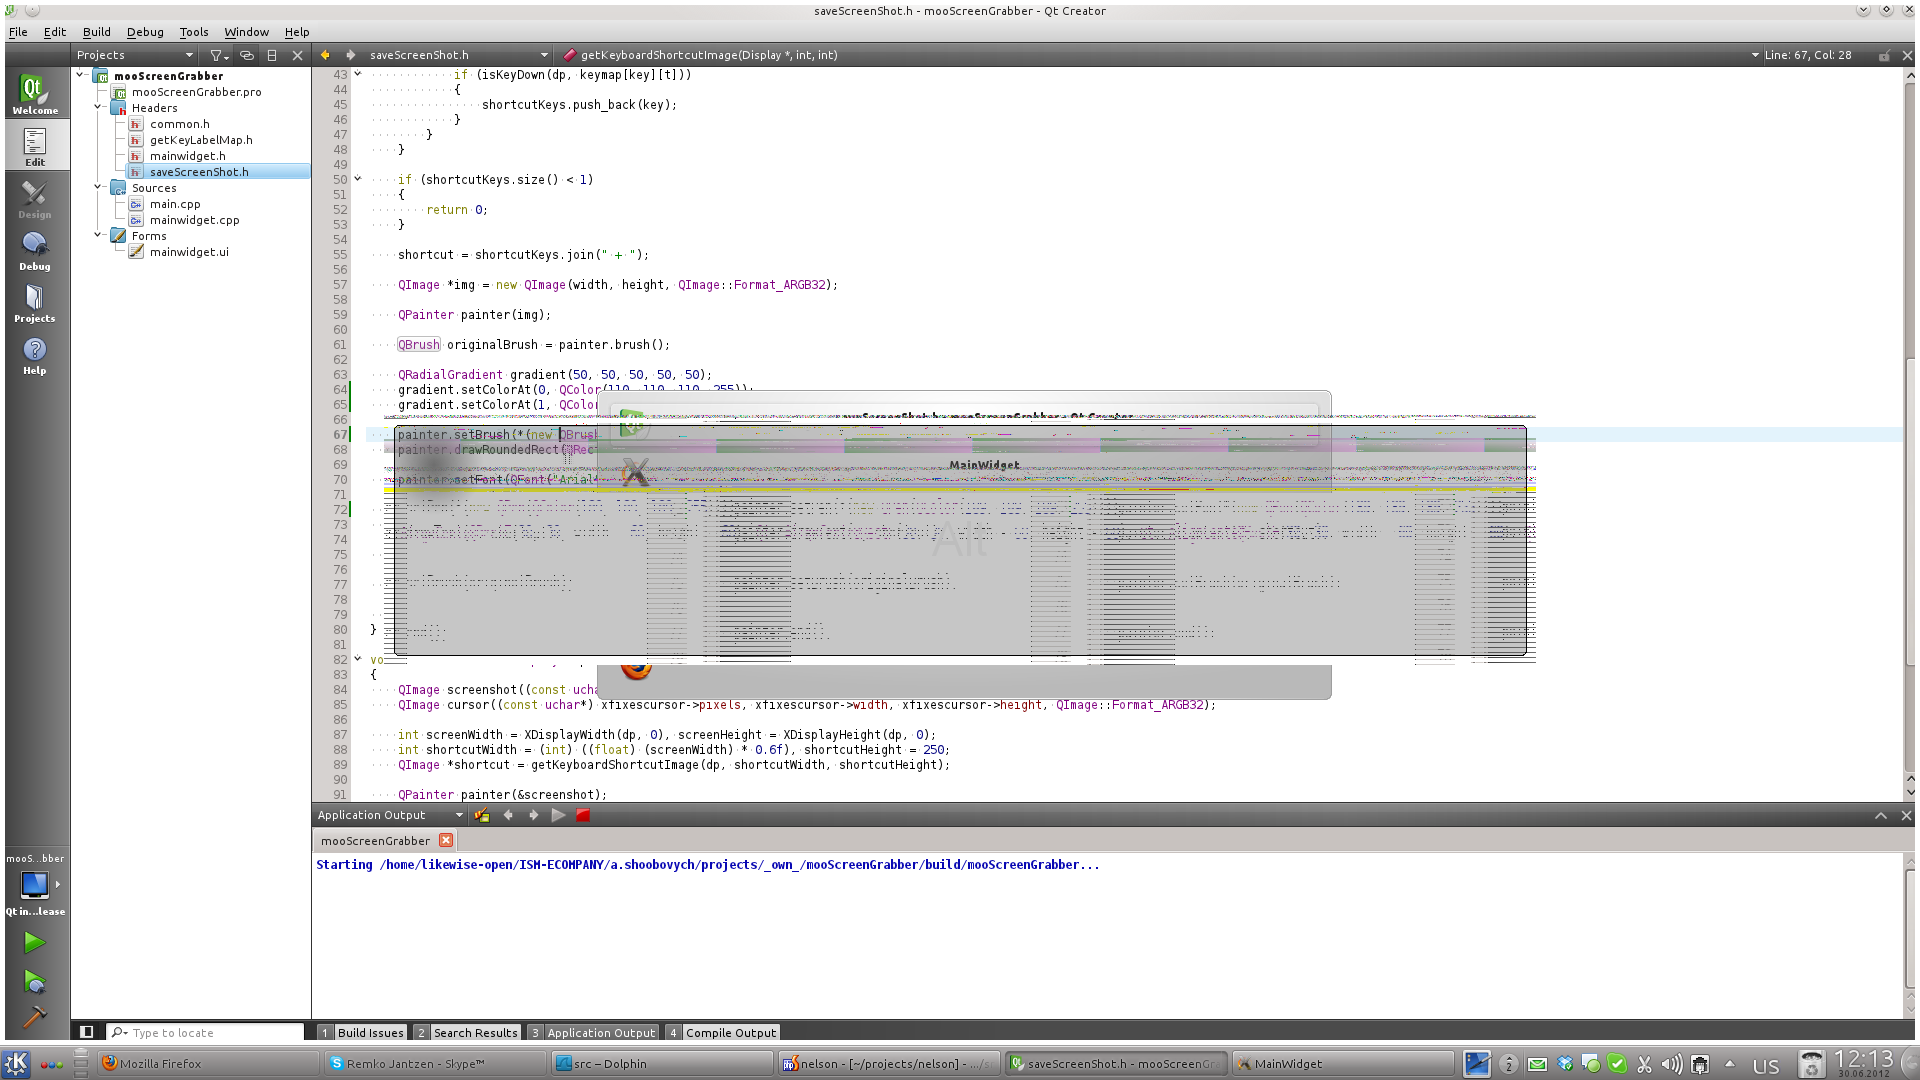 saveScreenShot.h - mooScreenGrabber - Qt Creator
File Edit Build Debug Tools Window Help
Projects
saveScreenShot.h
getKeyboardShortcutImage(Display *, int, int)
Line: 67, Col: 28
Welcome
Edit
Design
Debug
Projects
Help
mooScreenGrabber
mooScreenGrabber.pro
Headers
common.h
getKeyLabelMap.h
mainwidget.h
saveScreenShot.h
Sources
main.cpp
mainwidget.cpp
Forms
mainwidget.ui
43 if (isKeyDown(dp, keymap[key][t]))
44 {
45 shortcutKeys.push_back(key);
46 }
47 }
48 }
49
50 if (shortcutKeys.size() < 1)
51 {
52 return 0;
53 }
54
55 shortcut = shortcutKeys.join(" + ");
56
57 QImage *img = new QImage(width, height, QImage::Format_ARGB32);
58
59 QPainter painter(img);
60
61 QBrush originalBrush = painter.brush();
62
63 QRadialGradient gradient(50, 50, 50, 50, 50);
64 gradient.setColorAt(0, QColor(110, 110, 110, 255));
65 gradient.setColorAt(1, QColor
66
67 painter.setBrush(*(new QBrush
68 painter.drawRoundedRect(QRec
69
70 painter.setFont(QFont("Arial
71
72
73
74
75
76
77
78
79
80 }
81
82 vo
83 {
84 QImage screenshot((const ucha
85 QImage cursor((const uchar*) xfixescursor->pixels, xfixescursor->width, xfixescursor->height, QImage::Format_ARGB32);
86
87 int screenWidth = XDisplayWidth(dp, 0), screenHeight = XDisplayHeight(dp, 0);
88 int shortcutWidth = (int) ((float) (screenWidth) * 0.6f), shortcutHeight = 250;
89 QImage *shortcut = getKeyboardShortcutImage(dp, shortcutWidth, shortcutHeight);
90
91 QPainter painter(&screenshot);
MainWidget
Alt
Application Output
mooScreenGrabber
Starting /home/likewise-open/ISM-ECOMPANY/a.shoobovych/projects/_own_/mooScreenGrabber/build/mooScreenGrabber...
mooS...bber
Qt in...lease
Type to locate
1 Build Issues 2 Search Results 3 Application Output 4 Compile Output
Mozilla Firefox
Remko Jantzen - Skype™
src – Dolphin
nelson - [~/projects/nelson] - .../s
saveScreenShot.h - mooScreenGr
MainWidget
2
US
12:13
30.06.2012